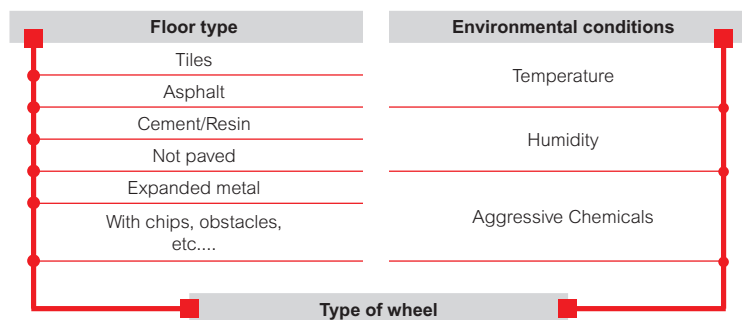 Floor type
Tiles
Asphalt
Cement/Resin
Not paved
Expanded metal
With chips, obstacles,
etc....
Environmental conditions
Temperature
Humidity
Aggressive Chemicals
Type of wheel